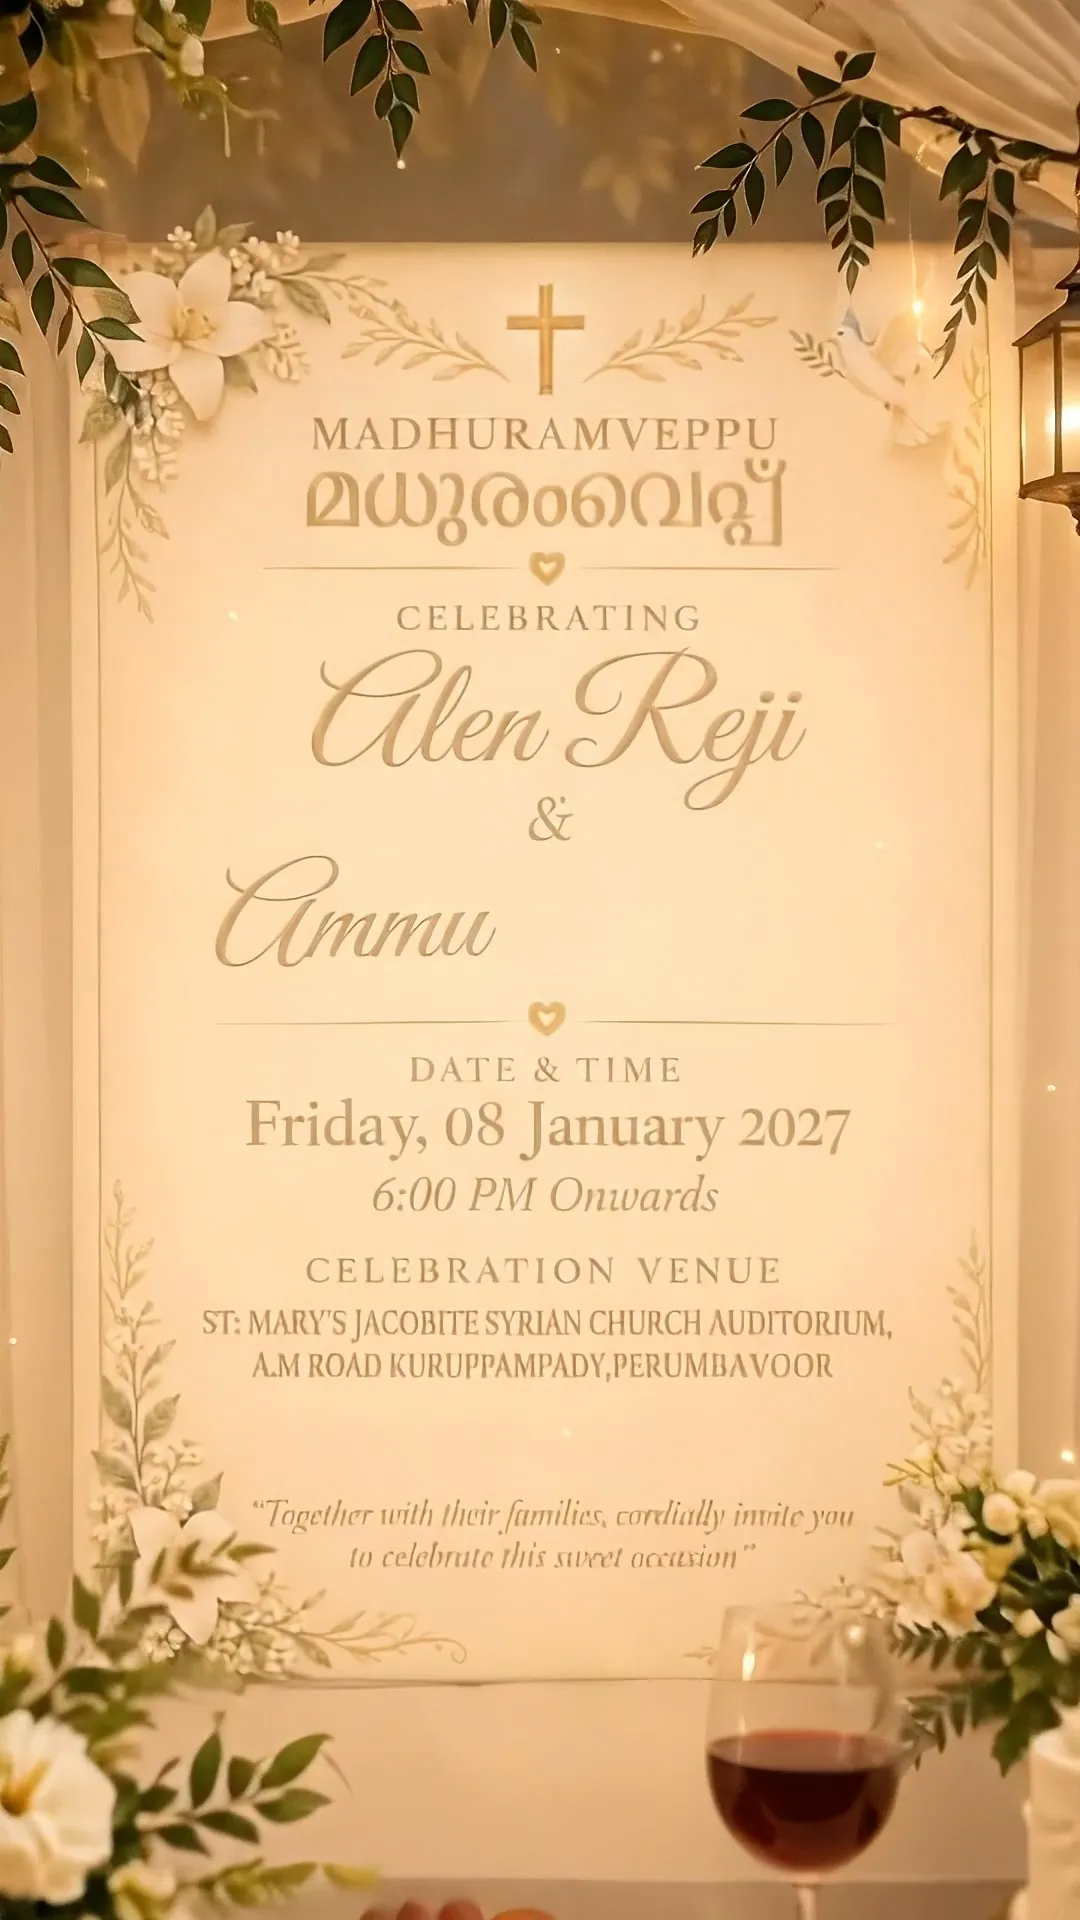 MADHURAMVEPPU
മധുരംവെപ്പ്
CELEBRATING
Alen Reji
&
Ammu
DATE & TIME
Friday, 08 January 2027
6:00 PM Onwards
CELEBRATION VENUE
ST: MARY'S JACOBITE SYRIAN CHURCH AUDITORIUM,
A.M ROAD KURUPPAMPADY,PERUMBAVOOR
"Together with their families, cordially invite you
to celebrate this sweet occasion"